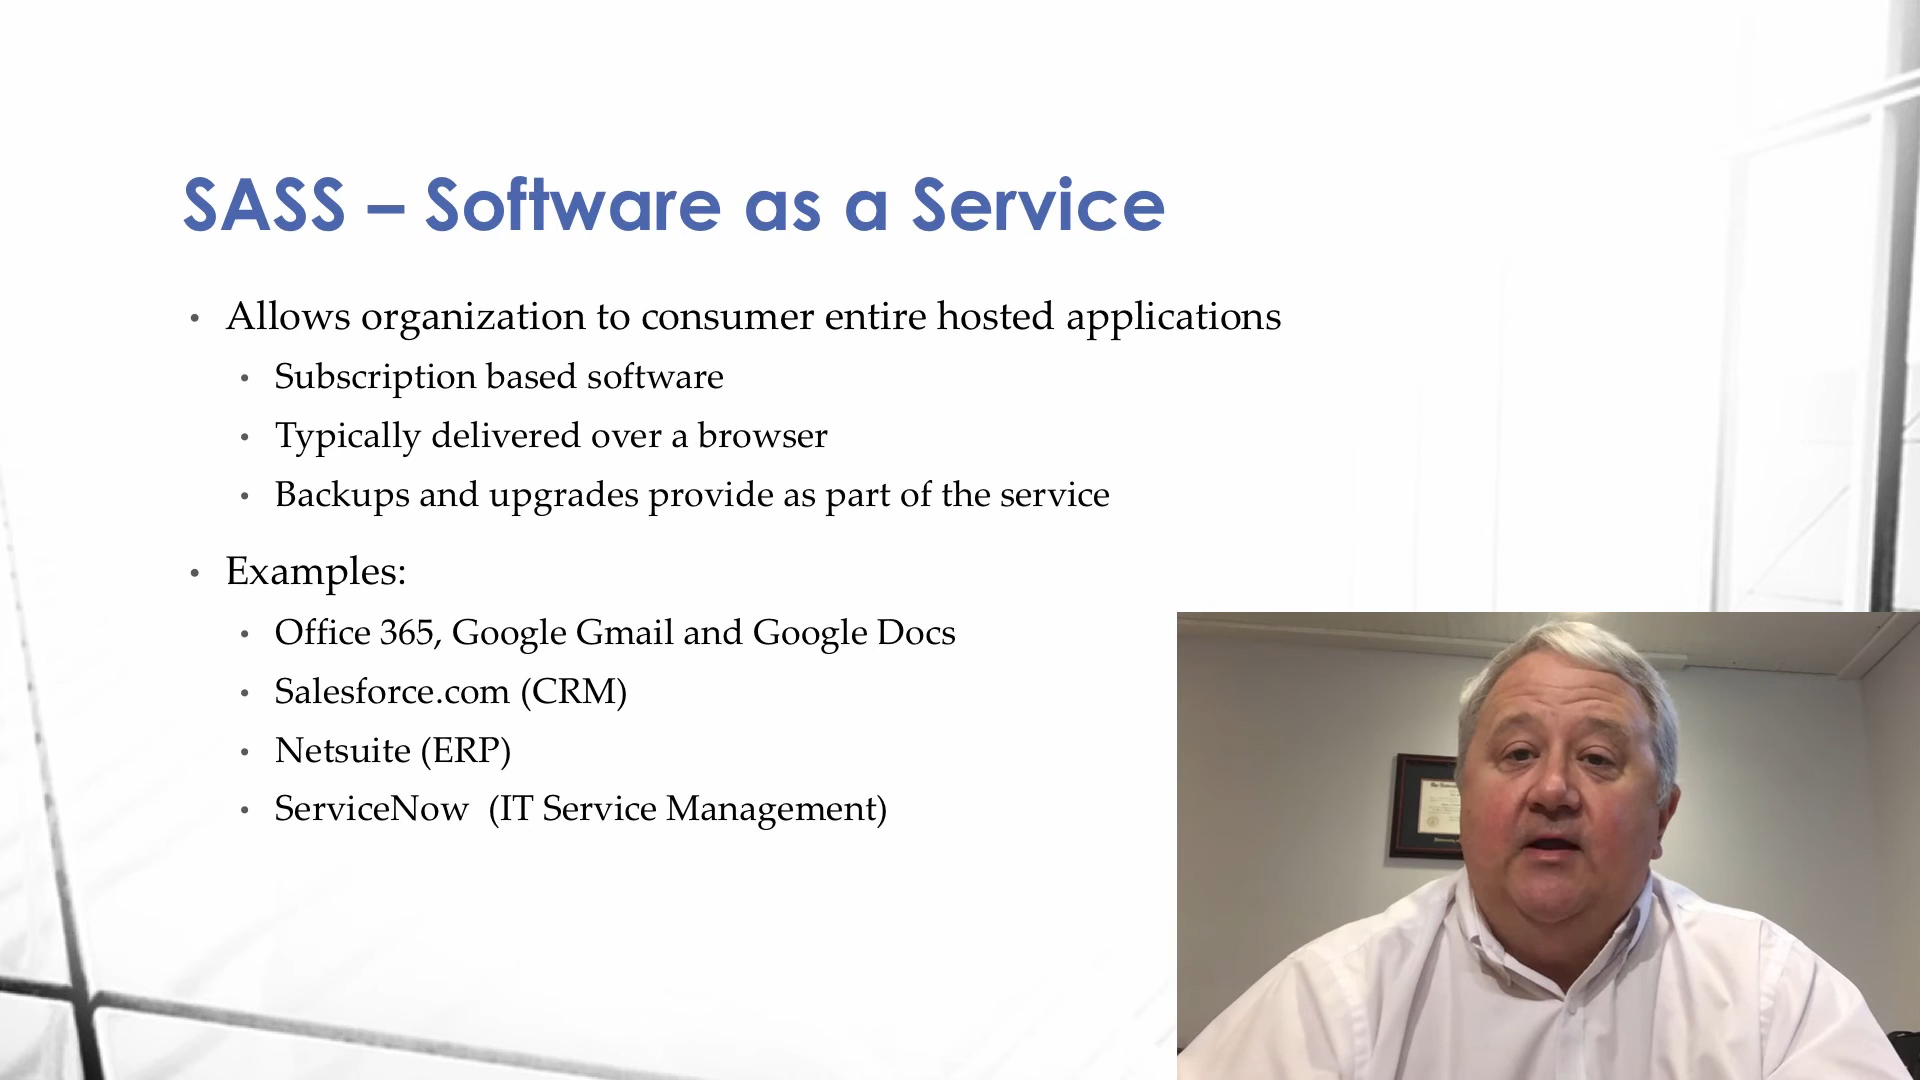 SASS – Software as a Service
• Allows organization to consumer entire hosted applications
• Subscription based software
• Typically delivered over a browser
• Backups and upgrades provide as part of the service
• Examples:
• Office 365, Google Gmail and Google Docs
• Salesforce.com (CRM)
• Netsuite (ERP)
• ServiceNow  (IT Service Management)